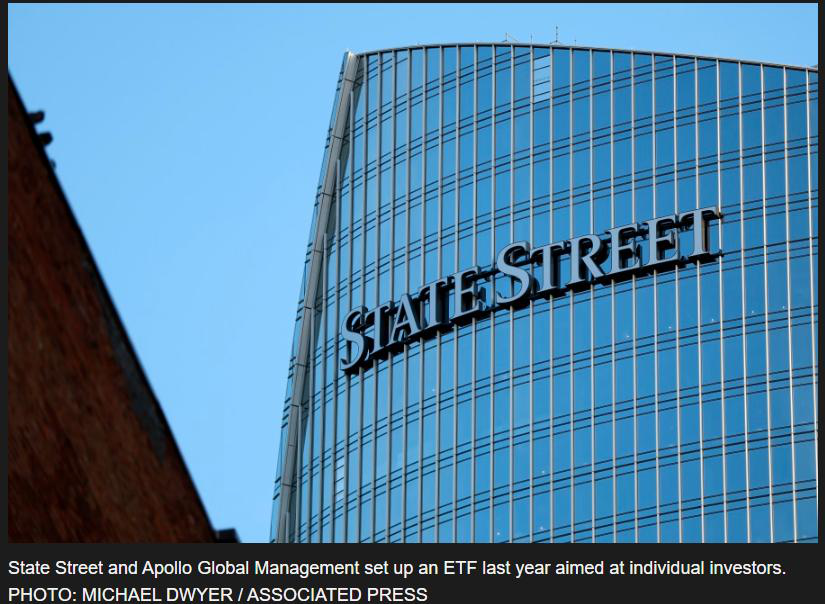 STATE STREET
State Street and Apollo Global Management set up an ETF last year aimed at individual investors.
PHOTO: MICHAEL DWYER / ASSOCIATED PRESS